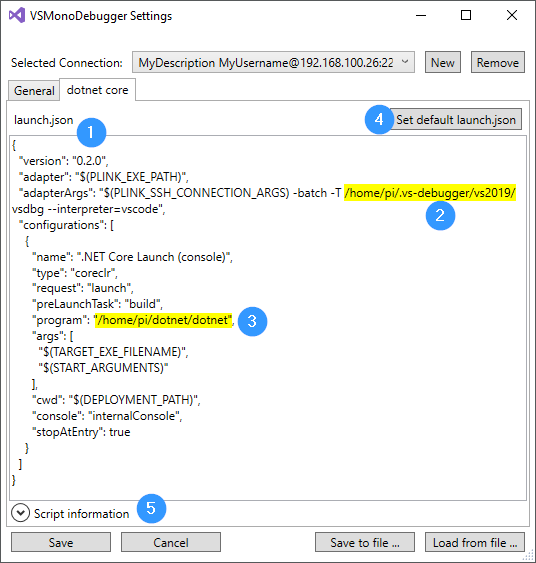 VSMonoDebugger Settings
Selected Connection: MyDescription MyUsername@192.168.100.26:22 New Remove
General dotnet core
launch.json 1 4 Set default launch.json
{
"version": "0.2.0",
"adapter": "$(PLINK_EXE_PATH)",
"adapterArgs": "$(PLINK_SSH_CONNECTION_ARGS) -batch -T /home/pi/.vs-debugger/vs2019/
vsdbg --interpreter=vscode",
2
"configurations": [
{
"name": ".NET Core Launch (console)",
"type": "coreclr",
"request": "launch",
"preLaunchTask": "build",
"program": "/home/pi/dotnet/dotnet", 3
"args": [
"$(TARGET_EXE_FILENAME)",
"$(START_ARGUMENTS)"
],
"cwd": "$(DEPLOYMENT_PATH)",
"console": "internalConsole",
"stopAtEntry": true
}
]
}
Script information 5
Save Cancel Save to file ... Load from file ...